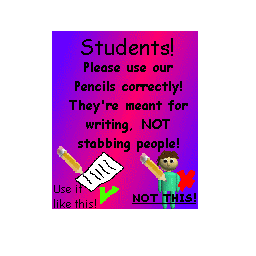 Students!
Please use our
Pencils correctly!
They're meant for
writing, NOT
stabbing people!
Use it
like this!
NOT THIS!